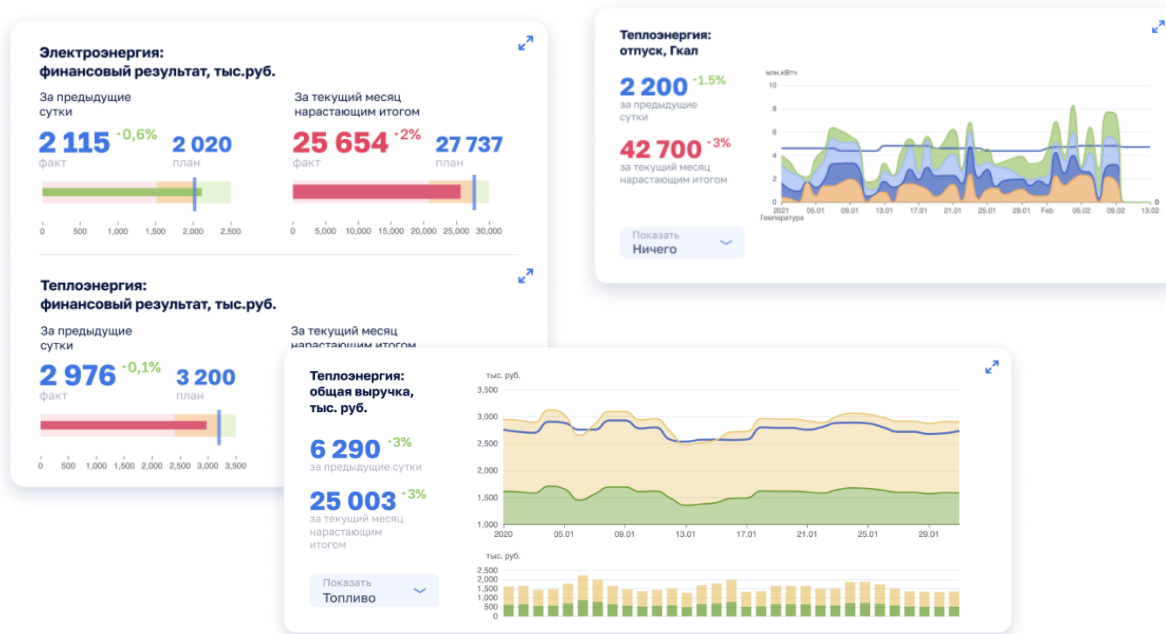 Электроэнергия:
финансовый результат, тыс.руб.
За предыдущие
сутки
2 115 -0,6% 2 020
факт план
0 500 1,000 1,500 2,000 2,500
За текущий месяц
нарастающим итогом
25 654 -2% 27 737
факт план
0 5,000 10,000 15,000 20,000 25,000 30,000
Теплоэнергия:
финансовый результат, тыс.руб.
За предыдущие
сутки
2 976 -0,1% 3 200
факт план
0 500 1,000 1,500 2,000 2,500 3,000 3,500
За текущий месяц
нарастающим итогом
Теплоэнергия:
отпуск, Гкал
2 200 -1.5%
за предыдущие
сутки
42 700 -3%
за текущий месяц
нарастающим итогом
Показать
Ничего
млн.кВтч
10
8
6
4
2
0
0
2021 05.01 09.01 13.01 17.01 21.01 25.01 29.01 Feb 05.02 09.02 13.02
Температура
Теплоэнергия:
общая выручка,
тыс. руб.
6 290 -3%
за предыдущие сутки
25 003 -3%
за текущий месяц
нарастающим
итогом
Показать
Топливо
тыс. руб.
3,500
3,000
2,500
2,000
1,500
1,000
2020 05.01 09.01 13.01 17.01 21.01 25.01 29.01
тыс. руб.
2,500
2,000
1,500
1,000
500
0